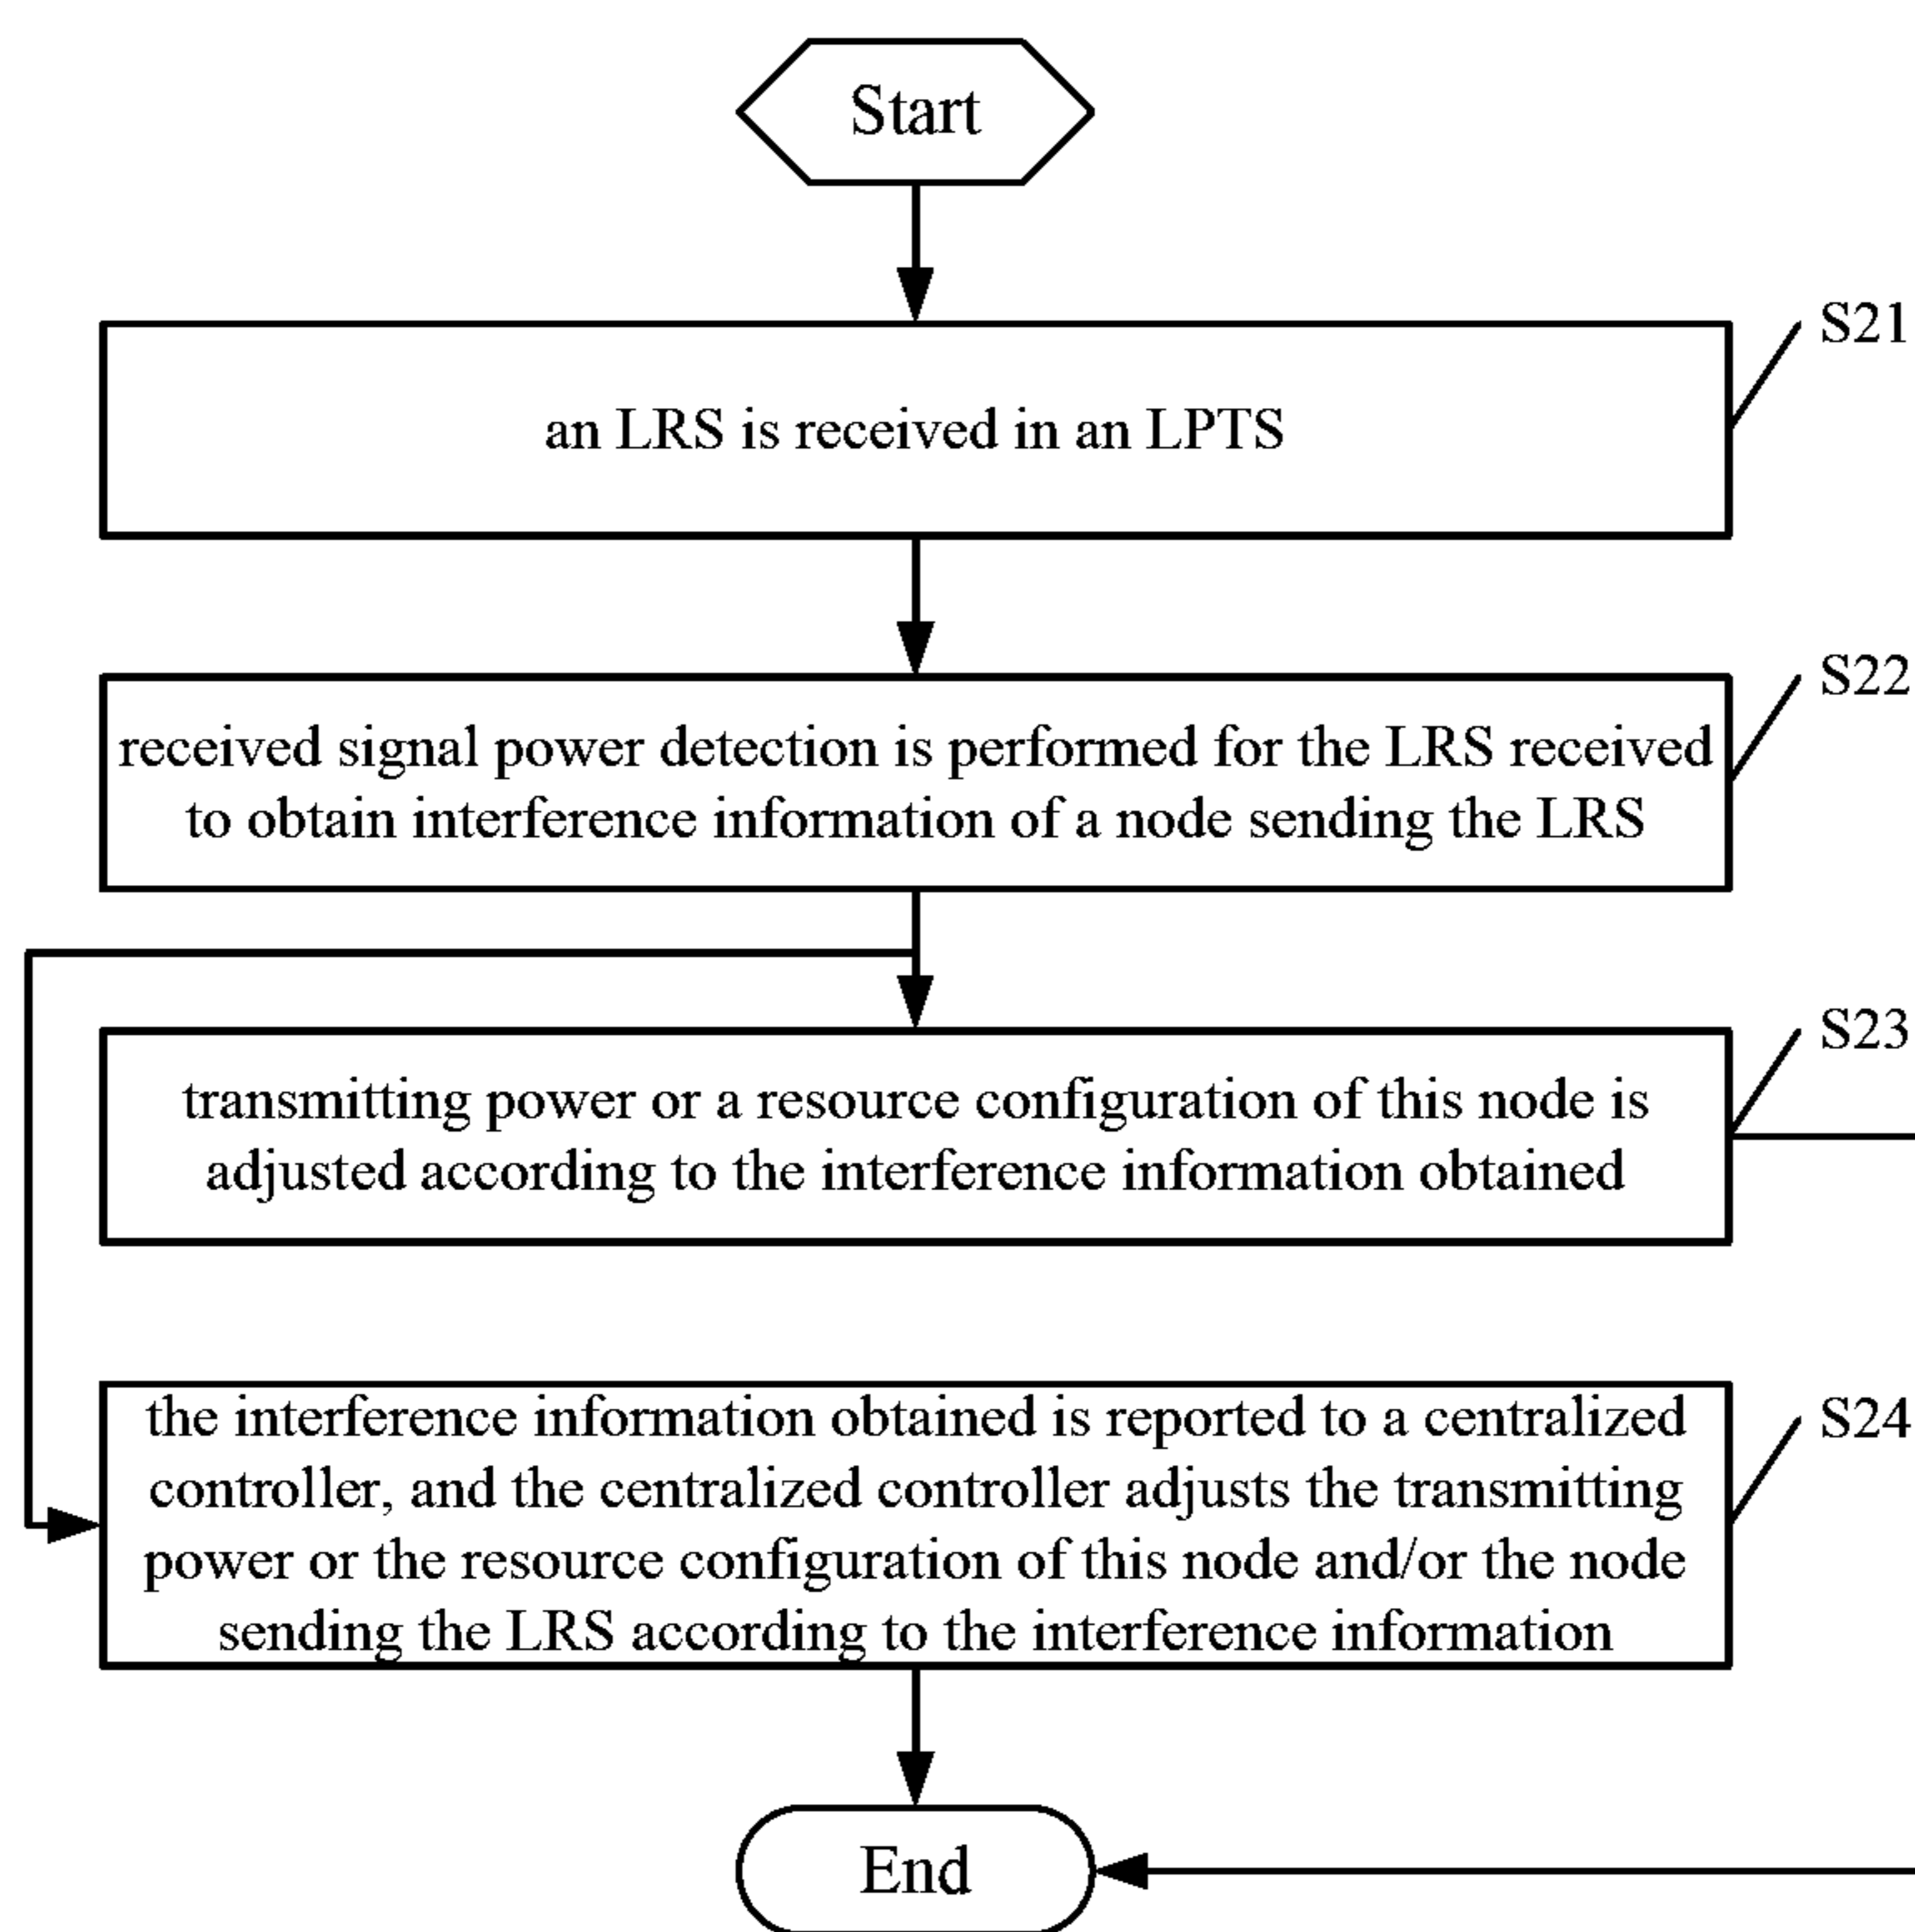 Start
S21
an LRS is received in an LPTS
S22
received signal power detection is performed for the LRS received
to obtain interference information of a node sending the LRS
S23
transmitting power or a resource configuration of this node is
adjusted according to the interference information obtained
S24
the interference information obtained is reported to a centralized
controller, and the centralized controller adjusts the transmitting
power or the resource configuration of this node and/or the node
sending the LRS according to the interference information
End